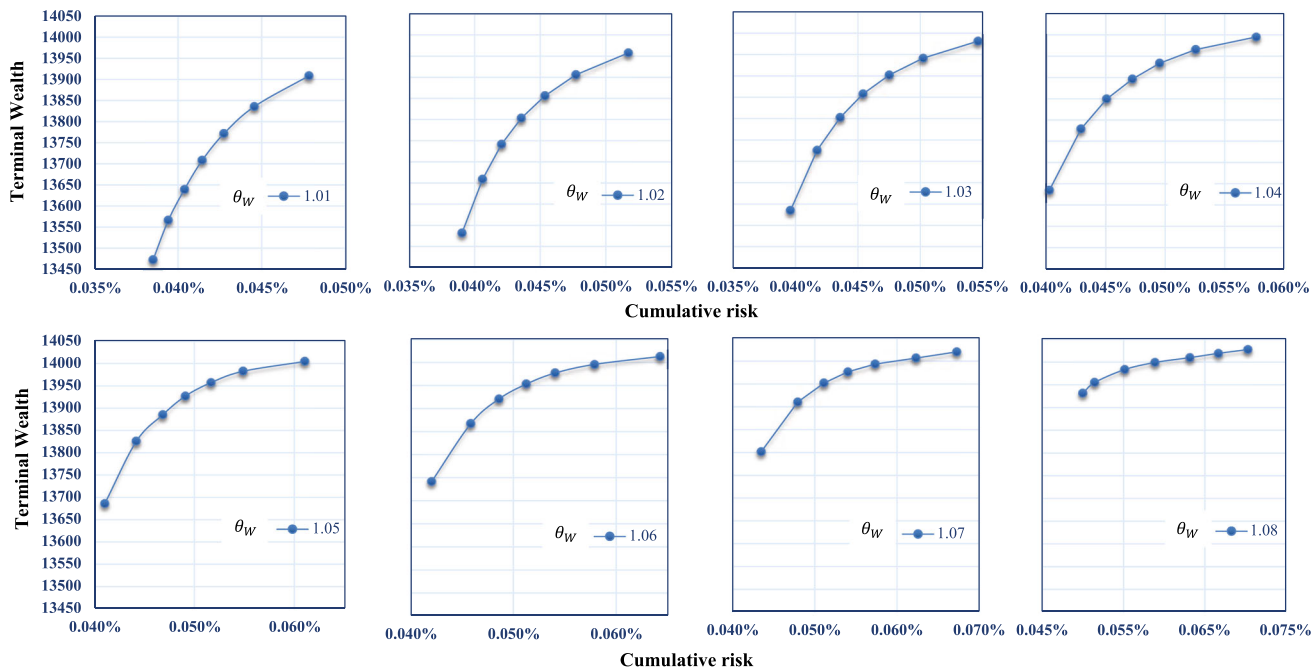 Terminal Wealth
14050
14000
13950
13900
13850
13800
13750
13700
13650
13600
13550
13500
13450
θW 1.01
θW 1.02
θW 1.03
θW 1.04
0.035% 0.040% 0.045% 0.050%
0.035% 0.040% 0.045% 0.050% 0.055%
0.035% 0.040% 0.045% 0.050% 0.055%
0.040% 0.045% 0.050% 0.055% 0.060%
Cumulative risk
Terminal Wealth
14050
14000
13950
13900
13850
13800
13750
13700
13650
13600
13550
13500
13450
θW 1.05
θW 1.06
θW 1.07
θW 1.08
0.040% 0.050% 0.060%
0.040% 0.050% 0.060%
0.040% 0.050% 0.060% 0.070%
0.045% 0.055% 0.065% 0.075%
Cumulative risk